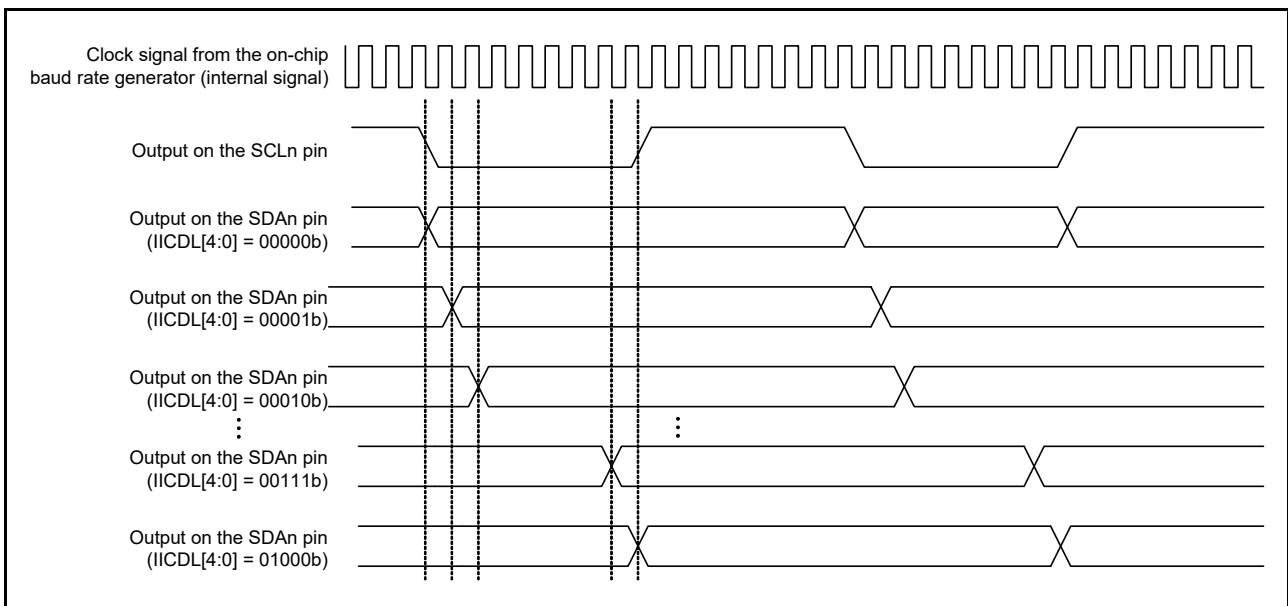 Clock signal from the on-chip
baud rate generator (internal signal)
Output on the SCLn pin
Output on the SDAn pin
(IICDL[4:0] = 00000b)
Output on the SDAn pin
(IICDL[4:0] = 00001b)
Output on the SDAn pin
(IICDL[4:0] = 00010b)
Output on the SDAn pin
(IICDL[4:0] = 00111b)
Output on the SDAn pin
(IICDL[4:0] = 01000b)